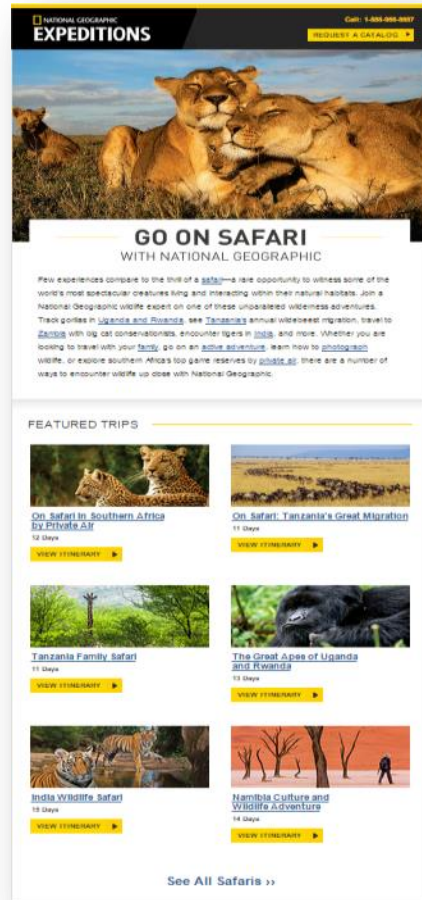 NATIONAL GEOGRAPHIC
EXPEDITIONS
REQUEST A CATALOG
GO ON SAFARI
WITH NATIONAL GEOGRAPHIC
Few experiences compare to the thrill of a safari—a rare opportunity to witness some of the
world's most spectacular creatures living and interacting within their natural habitats. Join a
National Geographic wildlife expert on one of these unparalleled wilderness adventures.
Track gorillas in Uganda and Rwanda, see Tanzania's annual wildebeest migration, travel to
Zambia with big cat conservationists, encounter tigers in India, and more. Whether you are
looking to travel with your family, go on an active adventure, learn how to photograph
wildlife, or explore southern Africa's top game reserves by private air, there are a number of
ways to encounter wildlife up close with National Geographic.
FEATURED TRIPS
On Safari in Southern Africa
by Private Air
12 Days
VIEW ITINERARY
On Safari: Tanzania's Great Migration
11 Days
VIEW ITINERARY
Tanzania Family Safari
11 Days
VIEW ITINERARY
The Great Apes of Uganda
and Rwanda
13 Days
VIEW ITINERARY
India Wildlife Safari
15 Days
VIEW ITINERARY
Namibia Culture and
Wildlife Adventure
14 Days
VIEW ITINERARY
See All Safaris ››